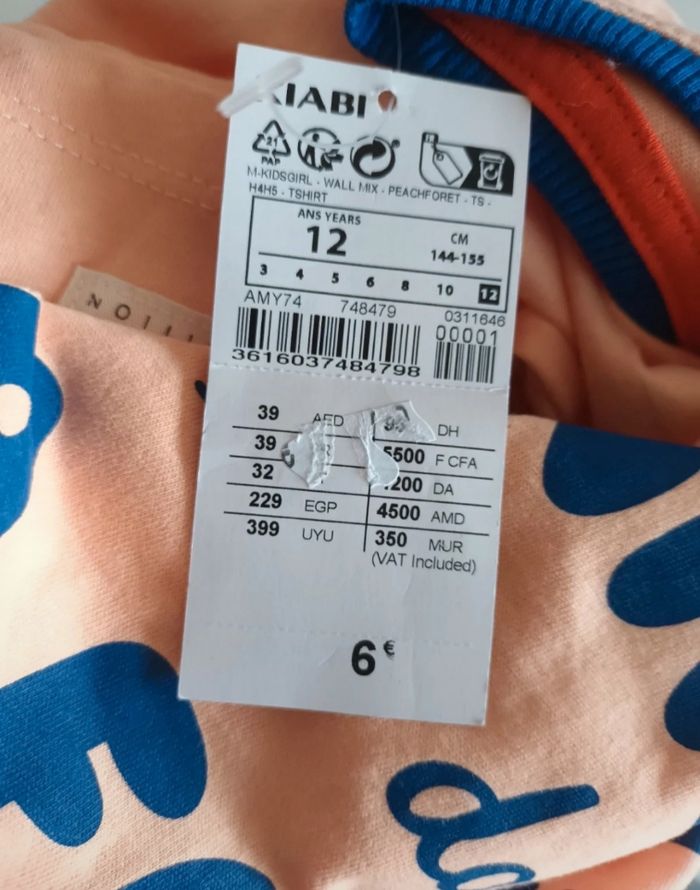 KIABI
21
PAP
M-KIDSGIRL - WALL MIX - PEACHFORET - TS -
H4H5 - TSHIRT
ANS YEARS
12
CM
144-155
3 4 5 6 8 10 12
AMY74 748479 0311646
00001
3616037484798
39 AED DH
39 5500 F CFA
32 DA
229 EGP 4500 AMD
399 UYU 350 MUR
(VAT Included)
6€